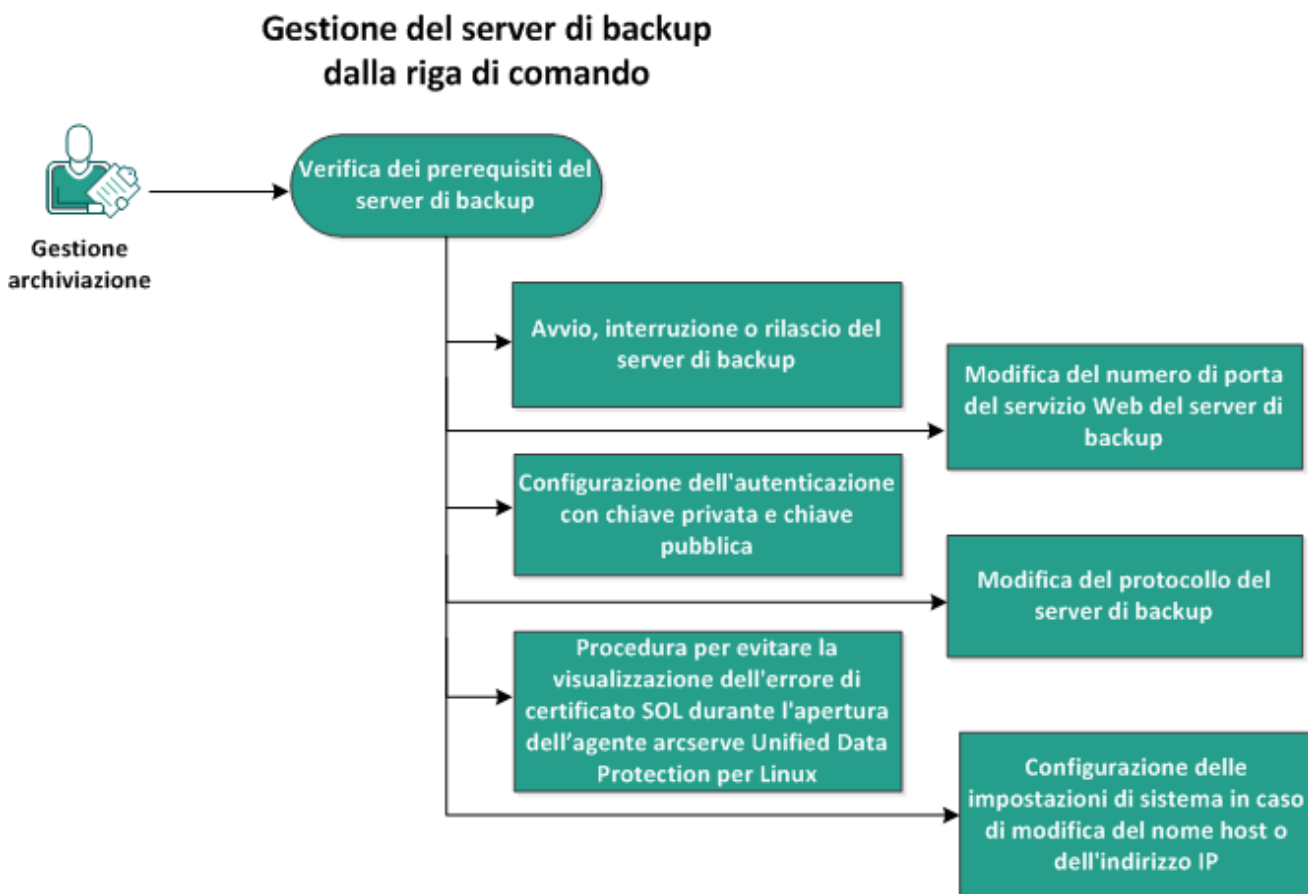 Gestione del server di backup
dalla riga di comando
Gestione
archiviazione
Verifica dei prerequisiti del
server di backup
Avvio, interruzione o rilascio del
server di backup
Modifica del numero di porta
del servizio Web del server di
backup
Configurazione dell'autenticazione
con chiave privata e chiave
pubblica
Modifica del protocollo del
server di backup
Procedura per evitare la
visualizzazione dell'errore di
certificato SOL durante l'apertura
dell’agente arcserve Unified Data
Protection per Linux
Configurazione delle
impostazioni di sistema in caso
di modifica del nome host o
dell'indirizzo IP